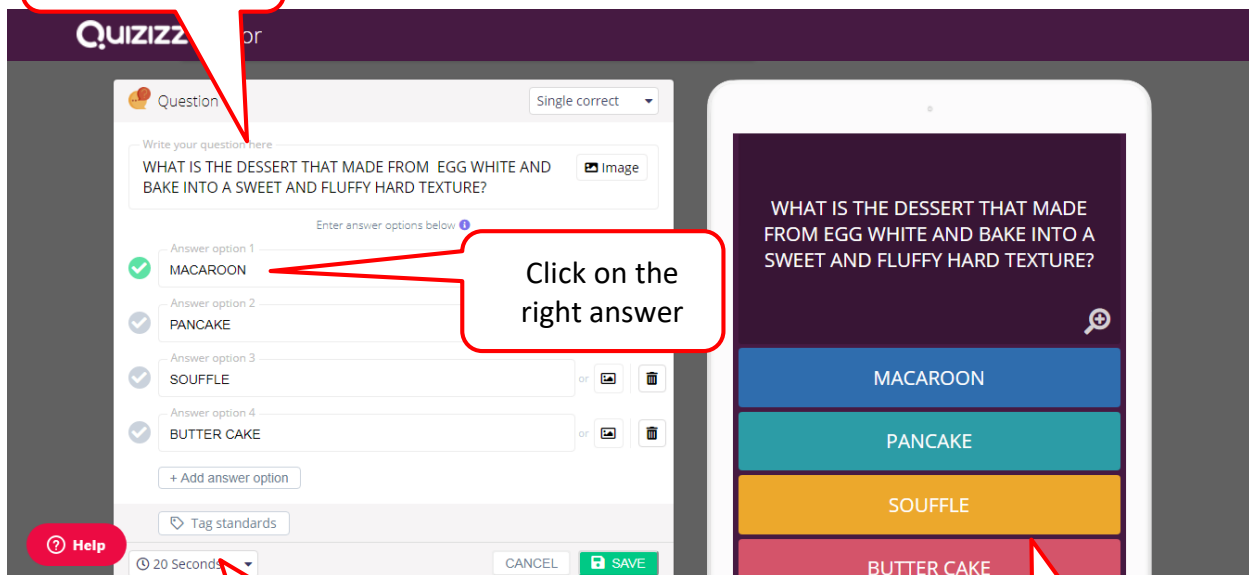 QUIZIZZ
or
Question
Single correct
Write your question here
WHAT IS THE DESSERT THAT MADE FROM EGG WHITE AND
BAKE INTO A SWEET AND FLUFFY HARD TEXTURE?
Image
Enter answer options below
Answer option 1
MACAROON
Click on the
right answer
Answer option 2
PANCAKE
Answer option 3
SOUFFLE
or
Answer option 4
BUTTER CAKE
or
+ Add answer option
Tag standards
Help
20 Seconds
CANCEL
SAVE
WHAT IS THE DESSERT THAT MADE
FROM EGG WHITE AND BAKE INTO A
SWEET AND FLUFFY HARD TEXTURE?
MACAROON
PANCAKE
SOUFFLE
BUTTER CAKE